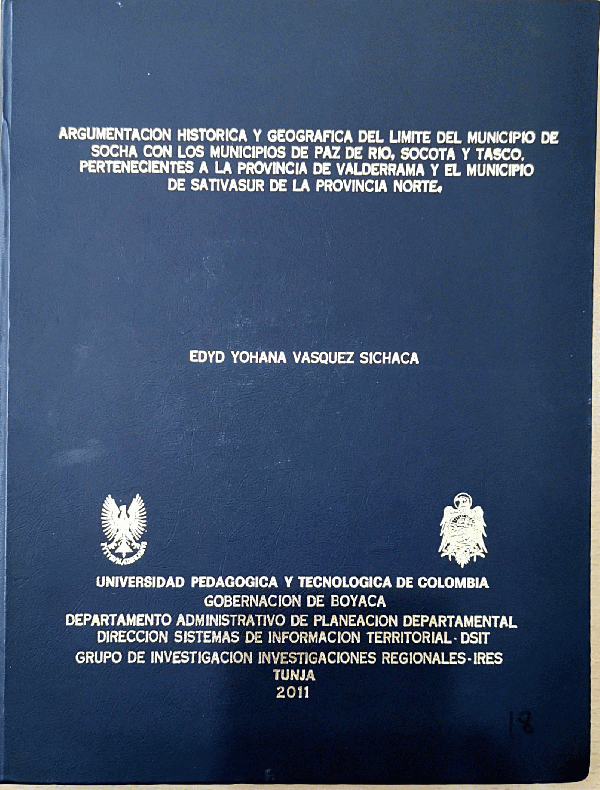 ARGUMENTACION HISTORICA Y GEOGRAFICA DEL LIMITE DEL MUNICIPIO DE
SOCHA CON LOS MUNICIPIOS DE PAZ DE RIO, SOCOTA Y TASCO.
PERTENECIENTES A LA PROVINCIA DE VALDERRAMA Y EL MUNICIPIO
DE SATIVASUR DE LA PROVINCIA NORTE.
EDYD YOHANA VASQUEZ SICHACA
UNIVERSIDAD PEDAGOGICA Y TECNOLOGICA DE COLOMBIA
GOBERNACION DE BOYACA
DEPARTAMENTO ADMINISTRATIVO DE PLANEACION DEPARTAMENTAL
DIRECCION SISTEMAS DE INFORMACION TERRITORIAL-DSIT
GRUPO DE INVESTIGACION INVESTIGACIONES REGIONALES-IRES
TUNJA
2011
18